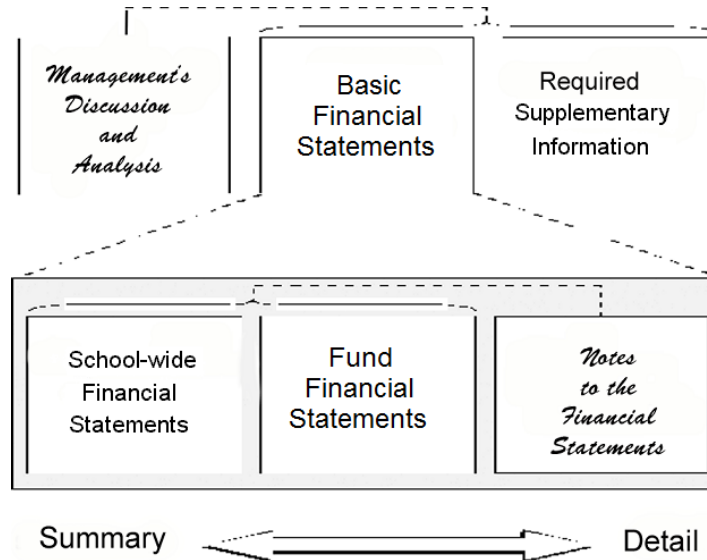 Management's
Discussion
and
Analysis
Basic
Financial
Statements
Required
Supplementary
Information
School-wide
Financial
Statements
Fund
Financial
Statements
Notes
to the
Financial
Statements
Summary
Detail